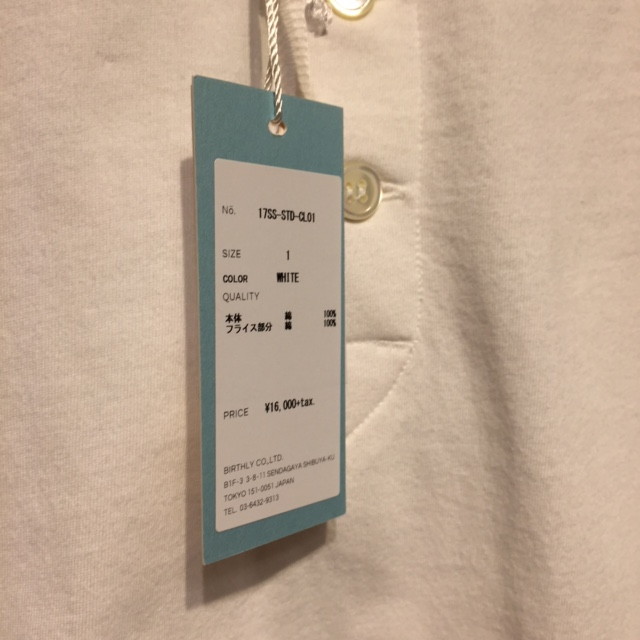 Nö. 17SS-STD-CL01
SIZE 1
COLOR WHITE
QUALITY
本体 綿 100%
フライス部分 綿 100%
PRICE ¥16,000+tax.
BIRTHLY CO.,LTD.
B1F-3 3-8-11 SENDAGAYA SHIBUYA-KU,
TOKYO 151-0051 JAPAN
TEL. 03-6432-9313